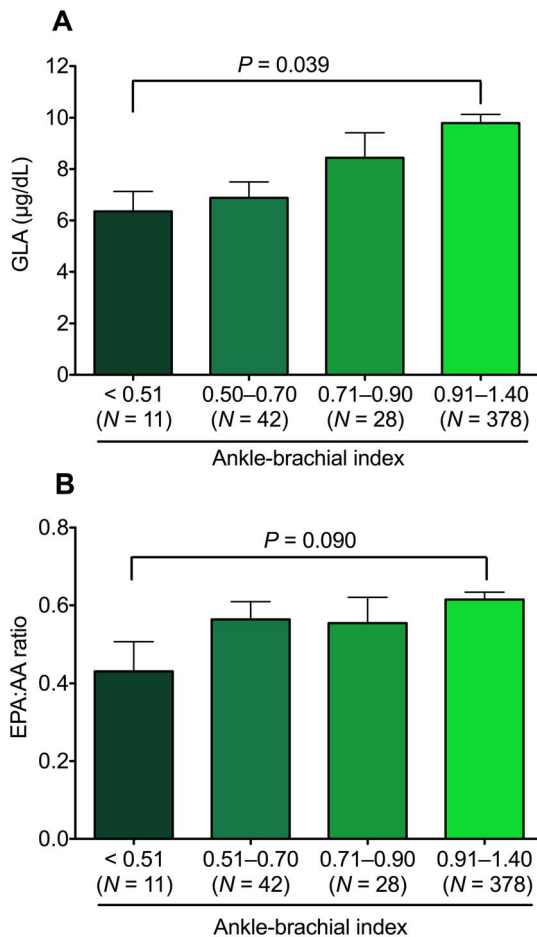 A
P = 0.039
12
10
8
6
4
2
0
GLA (µg/dL)
< 0.51 0.50–0.70 0.71–0.90 0.91–1.40
(N = 11) (N = 42) (N = 28) (N = 378)
Ankle-brachial index
B
P = 0.090
0.8
0.6
0.4
0.2
0.0
EPA:AA ratio
< 0.51 0.51–0.70 0.71–0.90 0.91–1.40
(N = 11) (N = 42) (N = 28) (N = 378)
Ankle-brachial index